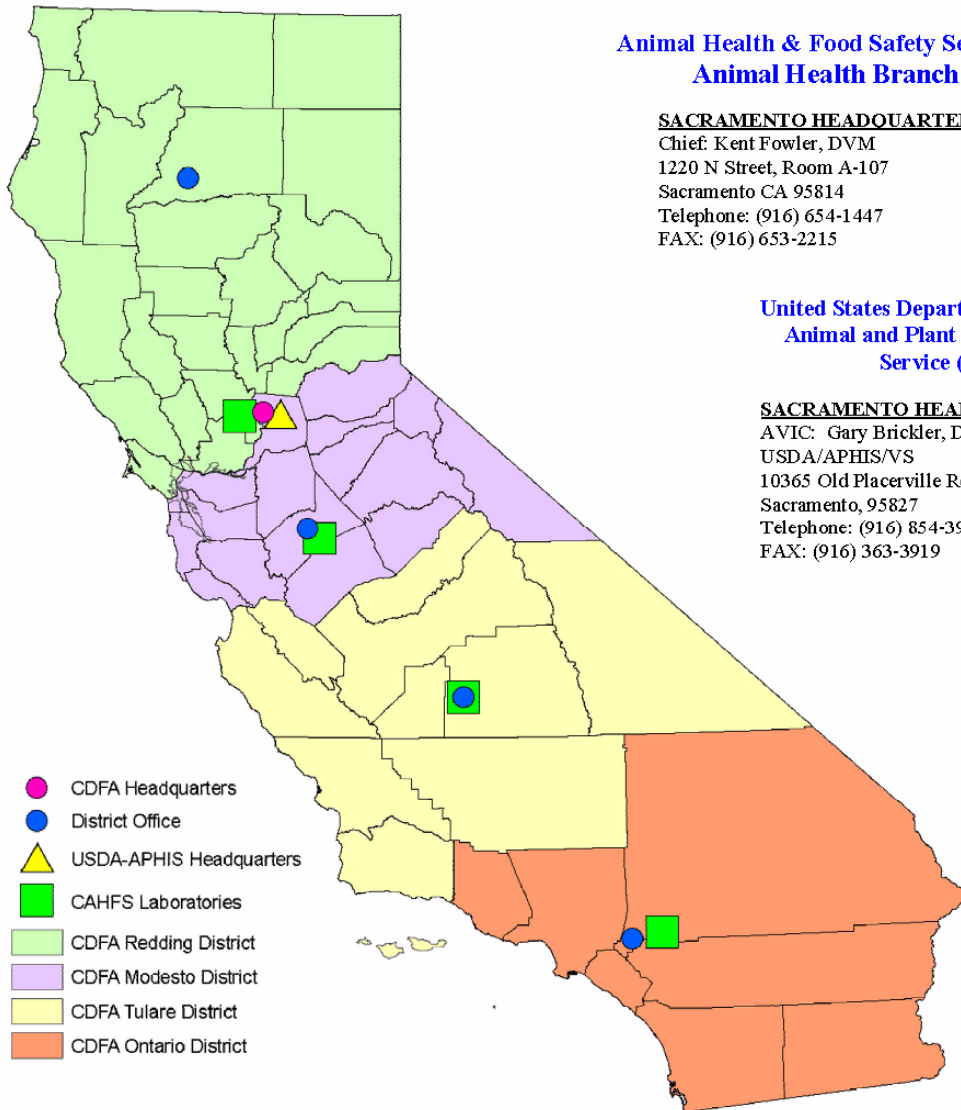 Animal Health & Food Safety Se
Animal Health Branch
SACRAMENTO HEADQUARTE
Chief: Kent Fowler, DVM
1220 N Street, Room A-107
Sacramento CA 95814
Telephone: (916) 654-1447
FAX: (916) 653-2215
United States Depart
Animal and Plant
Service (
SACRAMENTO HEA
AVIC: Gary Brickler, D
USDA/APHIS/VS
10365 Old Placerville R
Sacramento, 95827
Telephone: (916) 854-39
FAX: (916) 363-3919
CDFA Headquarters
District Office
USDA-APHIS Headquarters
CAHFS Laboratories
CDFA Redding District
CDFA Modesto District
CDFA Tulare District
CDFA Ontario District